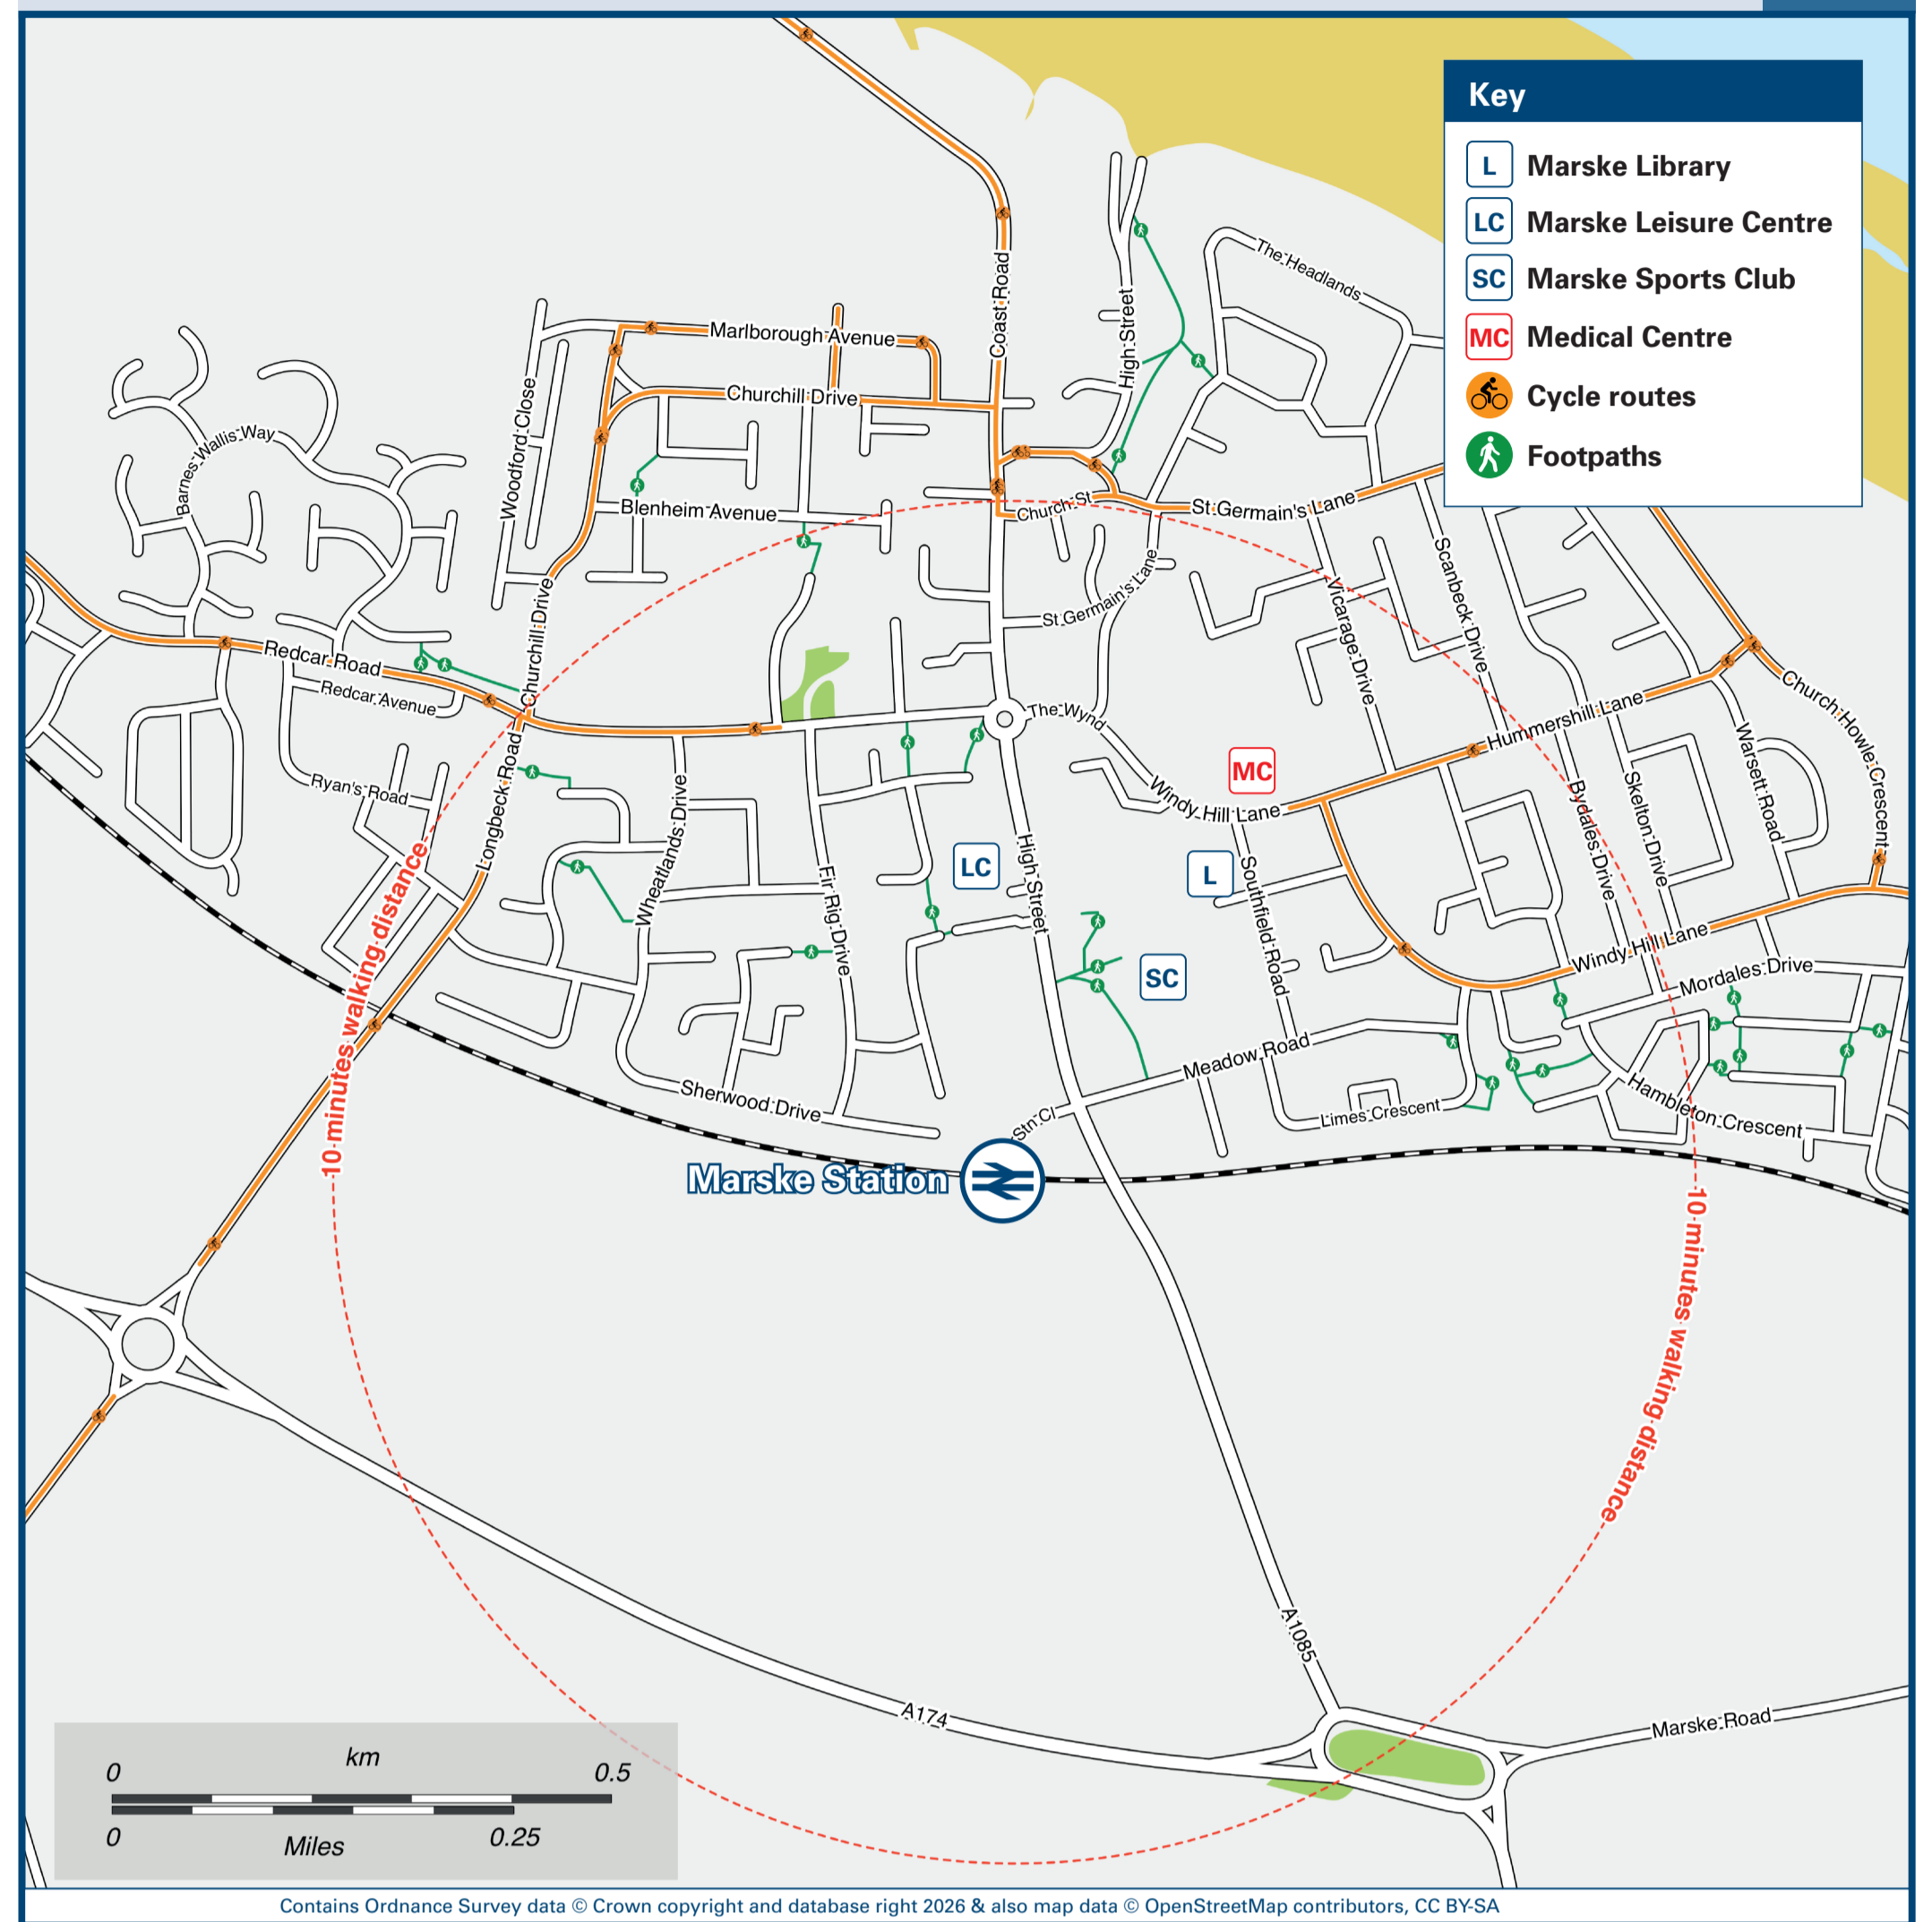 Key
L Marske Library
LC Marske Leisure Centre
SC Marske Sports Club
MC Medical Centre
Cycle routes
Footpaths
The Headlands
Coast Road
High Street
Marlborough Avenue
Churchill Drive
Woodford Close
Barnes Wallis Way
Blenheim Avenue
Church St
St Germain's Lane
St Germain's Lane
Scanbeck Drive
Vicarage Drive
Churchill Drive
Redcar Road
Redcar Avenue
Ryan's Road
Longbeck Road
The Wynd
Windy Hill Lane
Hummershill Lane
Church Howle Crescent
Warsett Road
Skelton Drive
Bydales Drive
MC
LC
L
SC
Wheatlands Drive
Fir Rig Drive
High Street
Southfield Road
Windy Hill Lane
Mordales Drive
Meadow Road
Limes Crescent
Hambleton Crescent
Sherwood Drive
Stn Cl
Marske Station
10 minutes walking distance
10 minutes walking distance
A1085
A174
Marske Road
km
0 0.5
0 0.25
Miles
Contains Ordnance Survey data © Crown copyright and database right 2026 & also map data © OpenStreetMap contributors, CC BY-SA